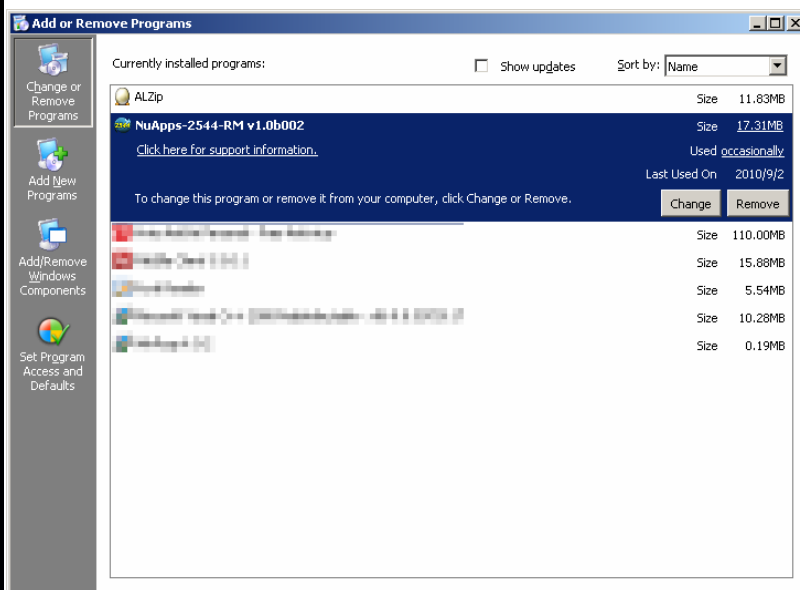 Add or Remove Programs
Currently installed programs:
Show updates
Sort by: Name
Change or
Remove
Programs
Add New
Programs
Add/Remove
Windows
Components
Set Program
Access and
Defaults
ALZip
Size 11.83MB
NuApps-2544-RM v1.0b002
Size 17.31MB
Click here for support information.
Used occasionally
Last Used On 2010/9/2
To change this program or remove it from your computer, click Change or Remove.
Change Remove
Size 110.00MB
Size 15.88MB
Size 5.54MB
Size 10.28MB
Size 0.19MB